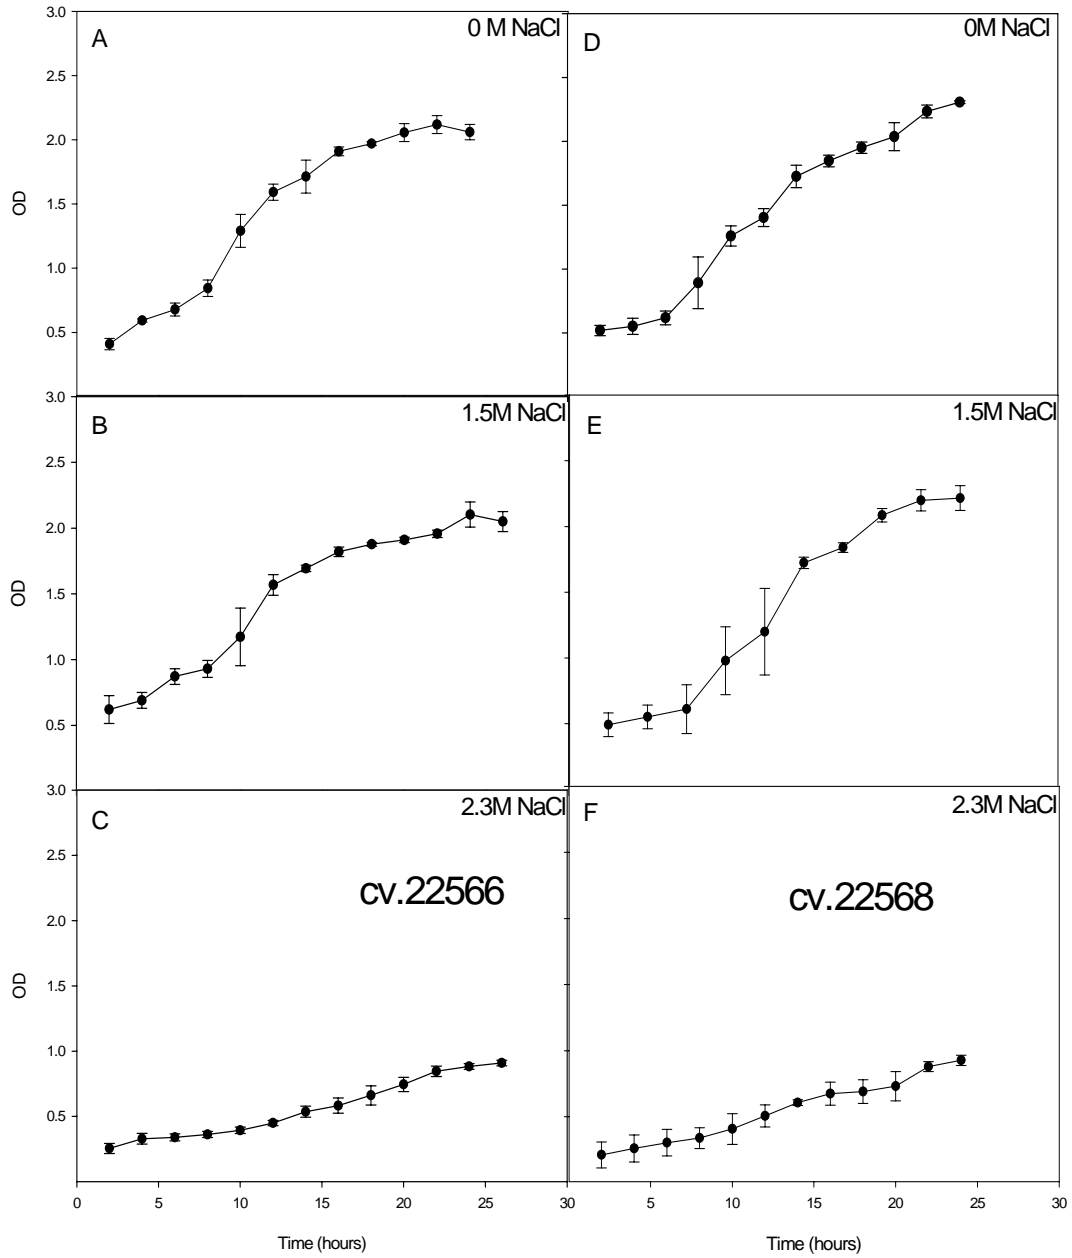 3.0
A
0 M NaCl
2.5
2.0
OD
1.5
1.0
0.5
D
0M NaCl
3.0
B
1.5M NaCl
2.5
2.0
OD
1.5
1.0
0.5
E
1.5M NaCl
3.0
C
2.3M NaCl
2.5
cv.22566
2.0
OD
1.5
1.0
0.5
0 5 10 15 20 25 30
Time (hours)
F
2.3M NaCl
cv.22568
5 10 15 20 25 30
Time (hours)